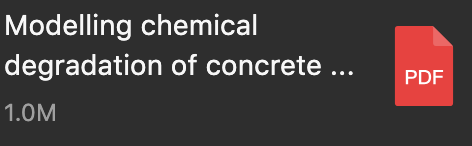 Modelling chemical
degradation of concrete ...
PDF
1.0M